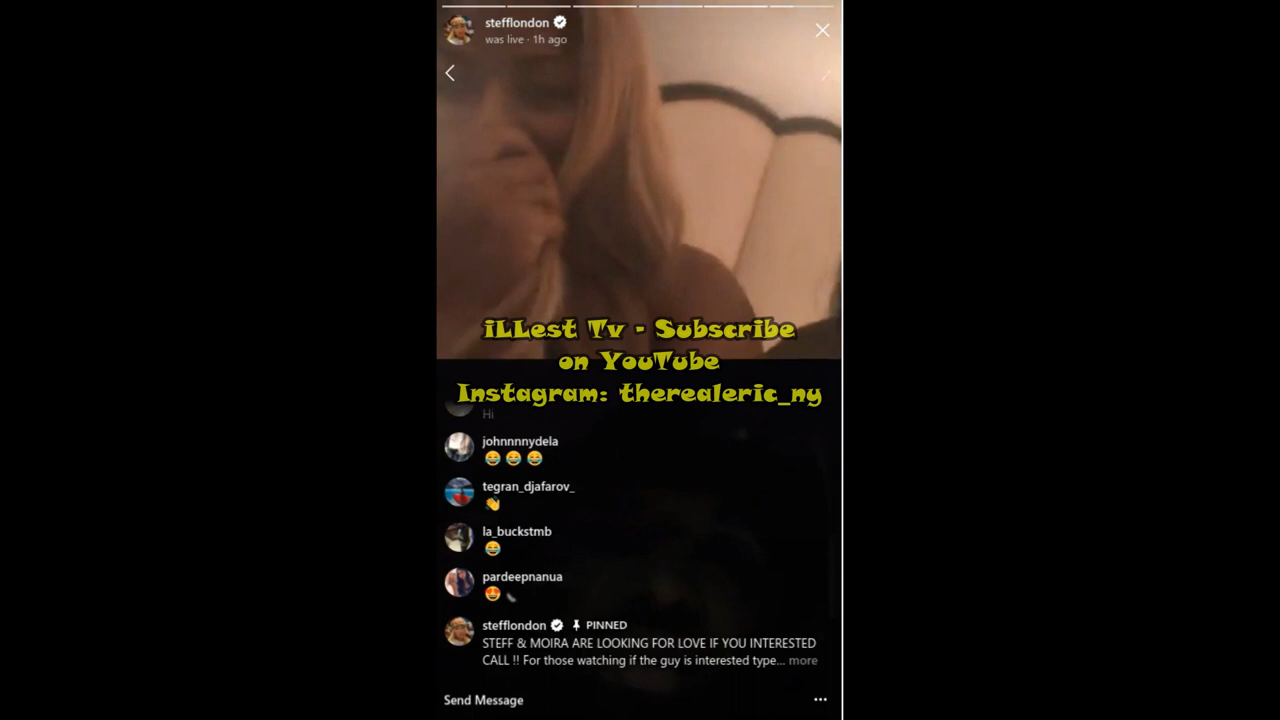 stefflondon
was live · 1h ago
iLLest Tv - Subscribe
on YouTube
Instagram: therealeric_ny
Hi
johnnnnydela
😂 😂 😂
tegran_djafarov_
👏
la_buckstmb
😂
pardeepnanua
😍
stefflondon PINNED
STEFF & MOIRA ARE LOOKING FOR LOVE IF YOU INTERESTED
CALL !! For those watching if the guy is interested type... more
Send Message